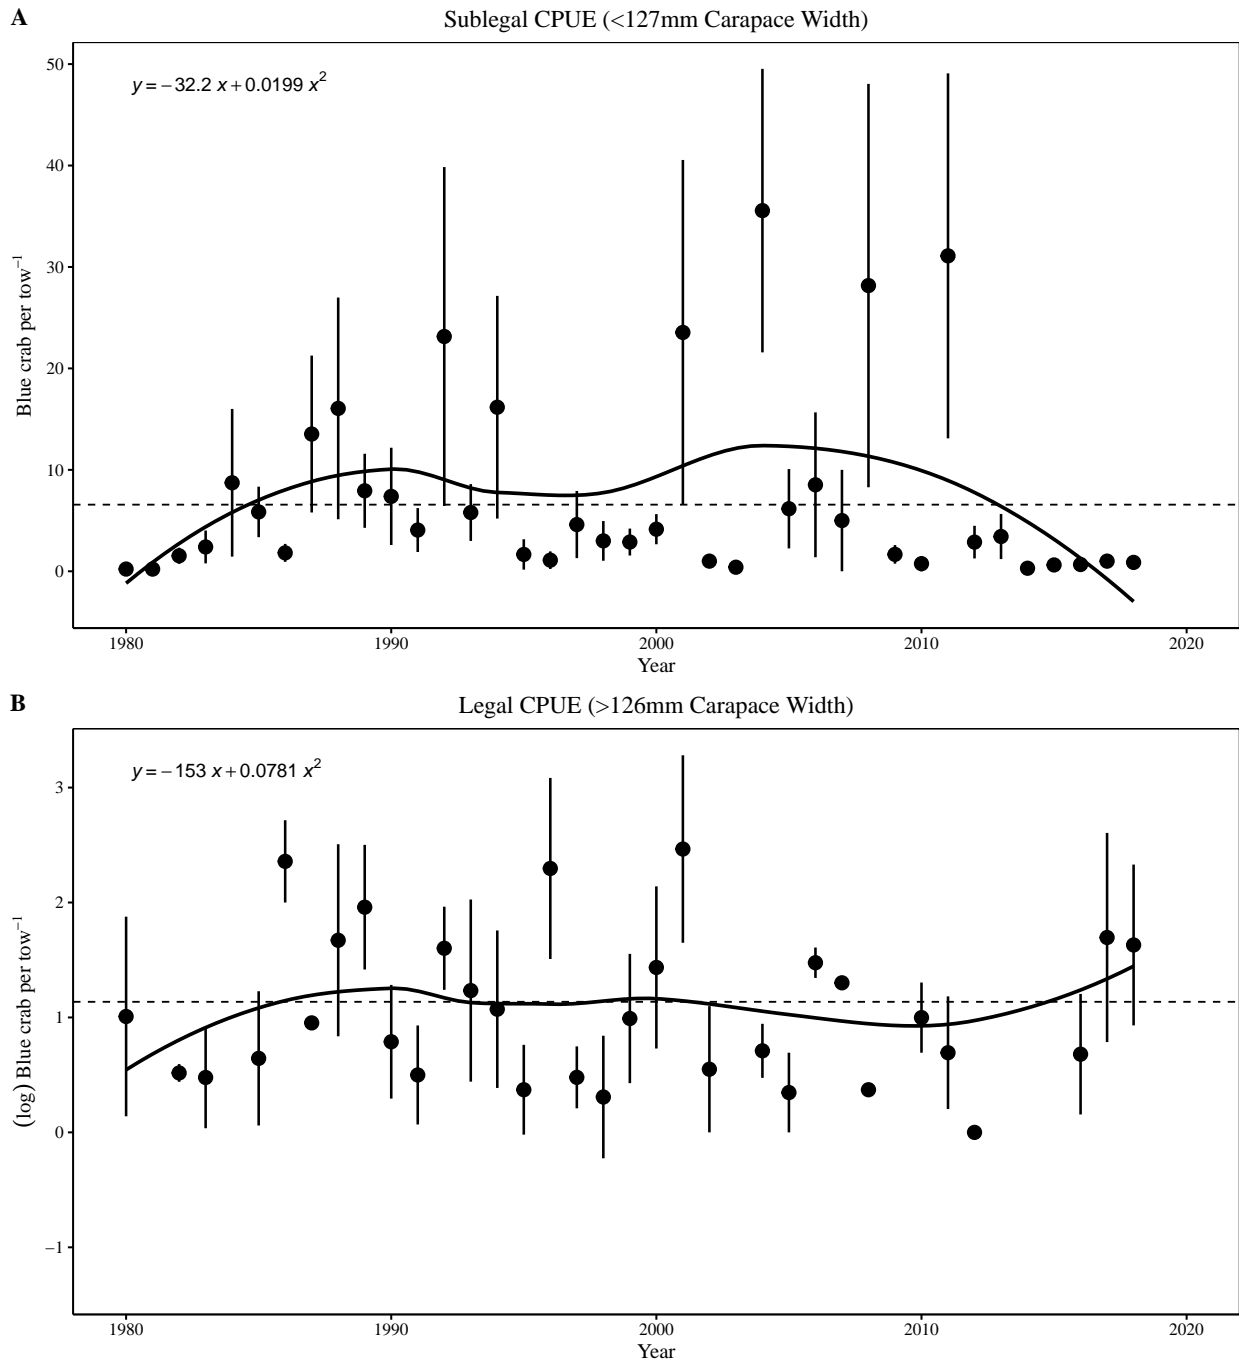 A
Sublegal CPUE (<127mm Carapace Width)
y = −32.2 x + 0.0199 x²
50
40
30
20
10
0
Blue crab per tow⁻¹
1980 1990 2000 2010 2020
Year
B
Legal CPUE (>126mm Carapace Width)
y = −153 x + 0.0781 x²
3
2
1
0
−1
(log) Blue crab per tow⁻¹
1980 1990 2000 2010 2020
Year